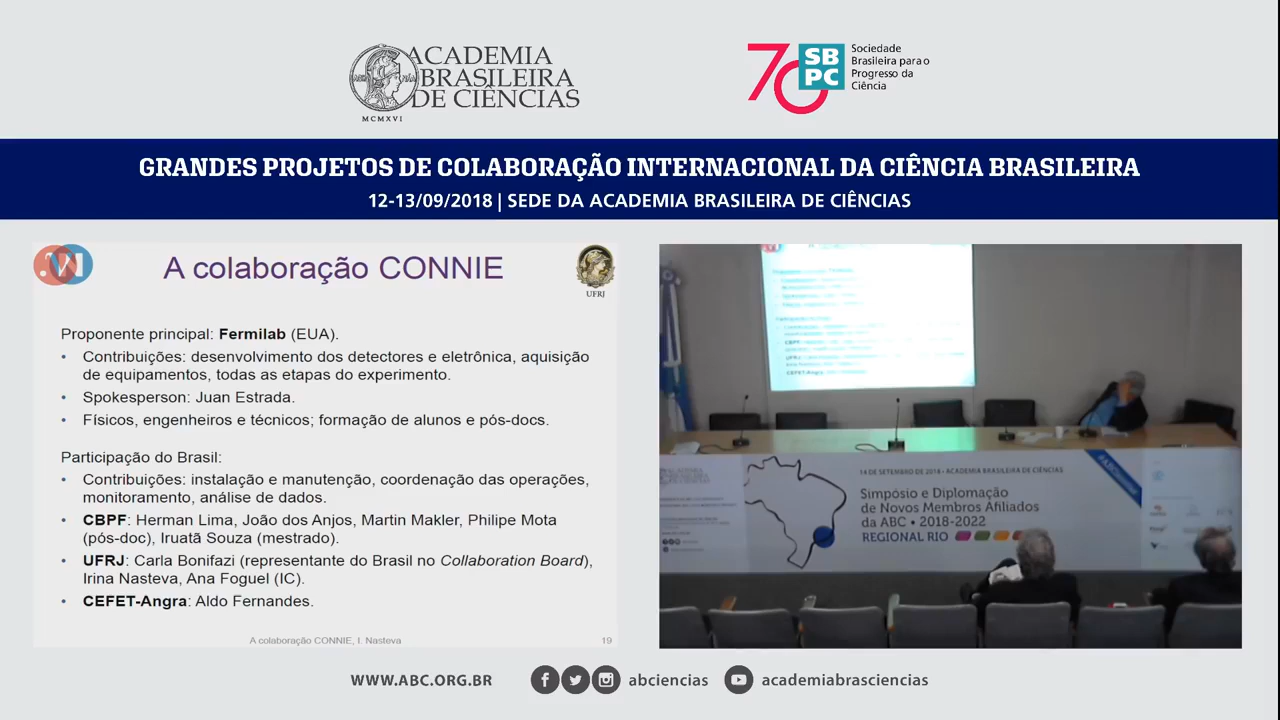 ACADEMIA
BRASILEIRA
DE CIÊNCIAS
MCMXVI
70
SB
PC
Sociedade
Brasileira para o
Progresso da
Ciência
GRANDES PROJETOS DE COLABORAÇÃO INTERNACIONAL DA CIÊNCIA BRASILEIRA
12-13/09/2018 | SEDE DA ACADEMIA BRASILEIRA DE CIÊNCIAS
A colaboração CONNIE
UFRJ
Proponente principal: Fermilab (EUA).
• Contribuições: desenvolvimento dos detectores e eletrônica, aquisição
de equipamentos, todas as etapas do experimento.
• Spokesperson: Juan Estrada.
• Físicos, engenheiros e técnicos; formação de alunos e pós-docs.
Participação do Brasil:
• Contribuições: instalação e manutenção, coordenação das operações,
monitoramento, análise de dados.
• CBPF: Herman Lima, João dos Anjos, Martin Makler, Philipe Mota
(pós-doc), Iruatã Souza (mestrado).
• UFRJ: Carla Bonifazi (representante do Brasil no Collaboration Board),
Irina Nasteva, Ana Foguel (IC).
• CEFET-Angra: Aldo Fernandes.
A colaboração CONNIE, I. Nasteva
19
14 DE SETEMBRO DE 2018 • ACADEMIA BRASILEIRA DE CIÊNCIAS
Simpósio e Diplomação
de Novos Membros Afiliados
da ABC • 2018-2022
REGIONAL RIO
WWW.ABC.ORG.BR
abciencias
academiabrasciencias